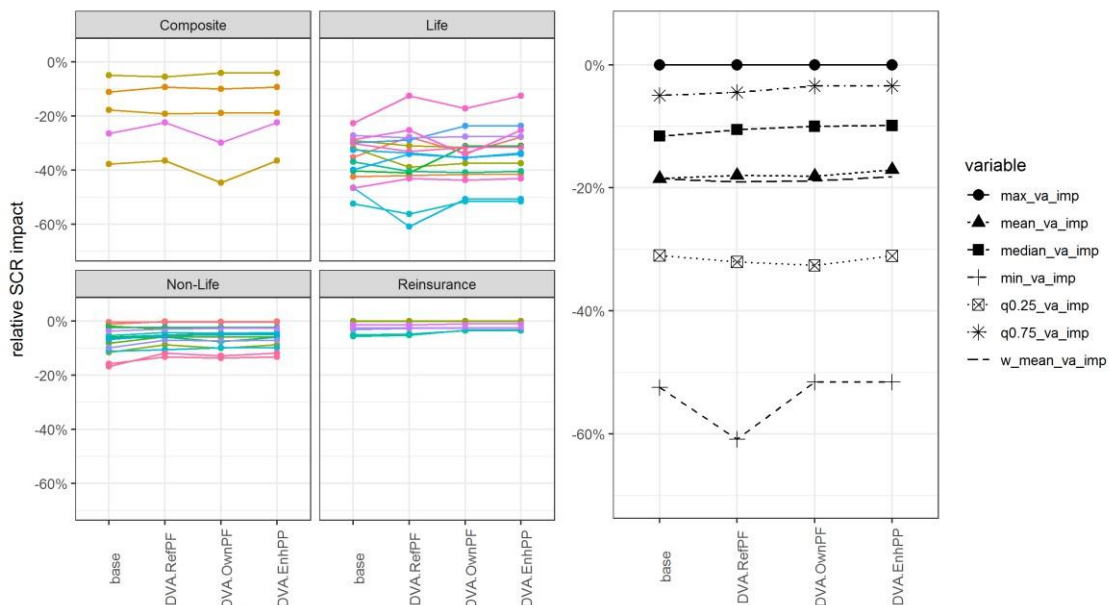 Composite
Life
0%
-20%
-40%
-60%
Non-Life
Reinsurance
0%
-20%
-40%
-60%
relative SCR impact
base
DVA.RefPF
DVA.OwnPF
DVA.EnhPP
base
DVA.RefPF
DVA.OwnPF
DVA.EnhPP
0%
-20%
-40%
-60%
base
DVA.RefPF
DVA.OwnPF
DVA.EnhPP
variable
max_va_imp
mean_va_imp
median_va_imp
min_va_imp
q0.25_va_imp
q0.75_va_imp
w_mean_va_imp